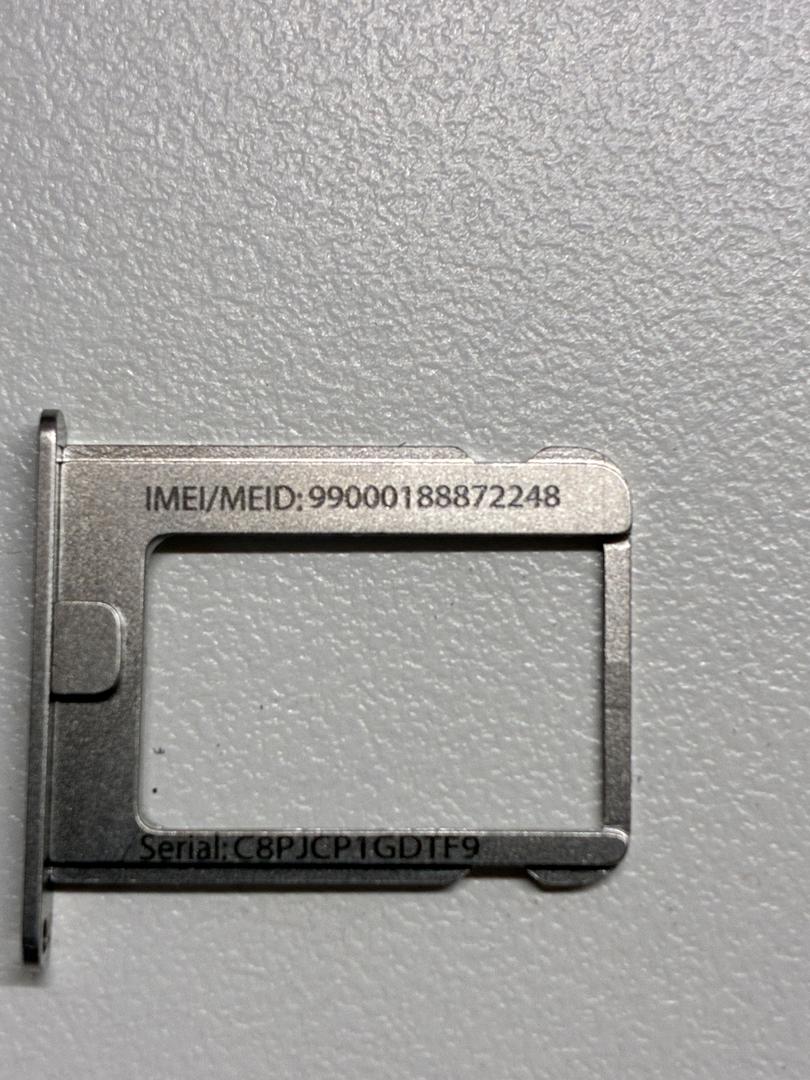 IMEI/MEID: 99000188872248
Serial: C8PJCP1GDTF9